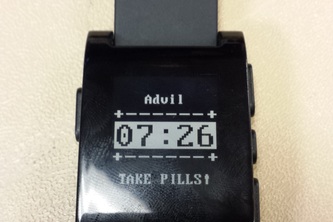 Advil
+--------+
07:26
+--------+
TAKE PILLS!